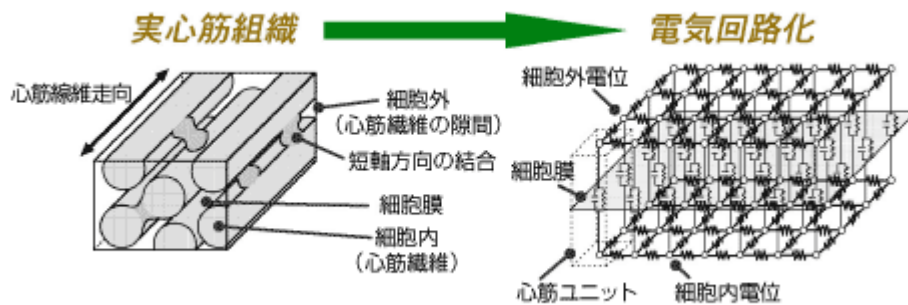 実心筋組織
電気回路化
心筋線維走向
細胞外
(心筋繊維の隙間)
短軸方向の結合
細胞膜
細胞内
(心筋繊維)
細胞外電位
細胞膜
心筋ユニット
細胞内電位